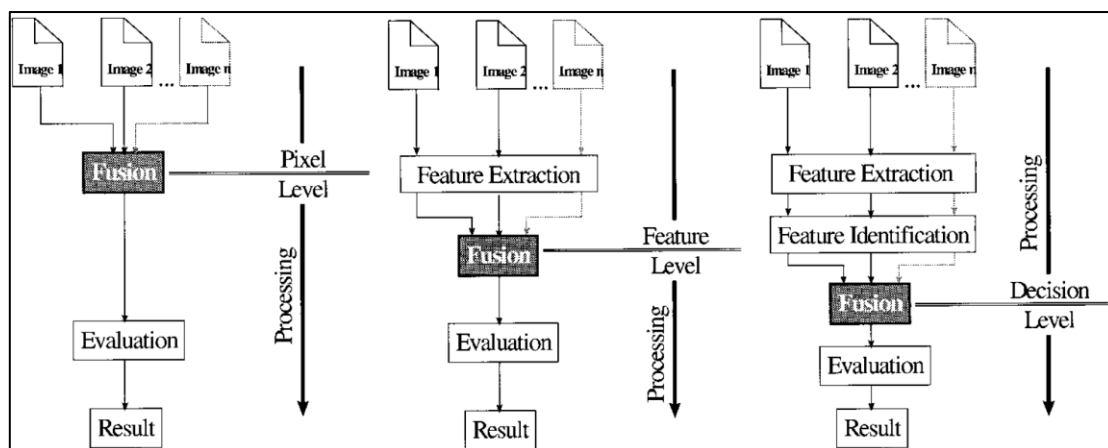 Image 1
Image 2
...
Image n
Fusion
Pixel
Level
Processing
Evaluation
Result
Image 1
Image 2
...
Image n
Feature Extraction
Fusion
Feature
Level
Processing
Evaluation
Result
Image 1
Image 2
...
Image n
Feature Extraction
Feature Identification
Processing
Fusion
Decision
Level
Evaluation
Result